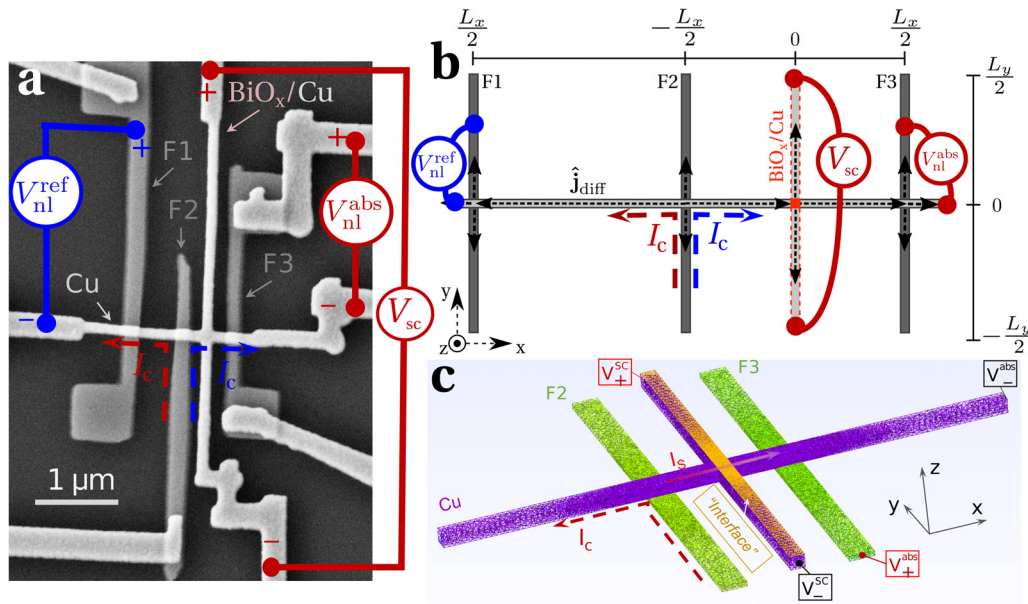 a
+
BiOₓ/Cu
+
F1
+
V_nl^ref
V_nl^abs
F2
F3
Cu
−
−
V_sc
I_c
I_c
1 µm
−
b
L_x/2
−L_x/2
0
L_x/2
F1
F2
F3
L_y/2
V_nl^ref
BiOₓ/Cu
V_sc
V_nl^abs
ĵ_diff
0
I_c
I_c
y
z
x
−L_y/2
c
V_+^SC
F3
V_−^abs
F2
I_S
Cu
z
y
x
"Interface"
I_c
V_−^SC
V_+^abs